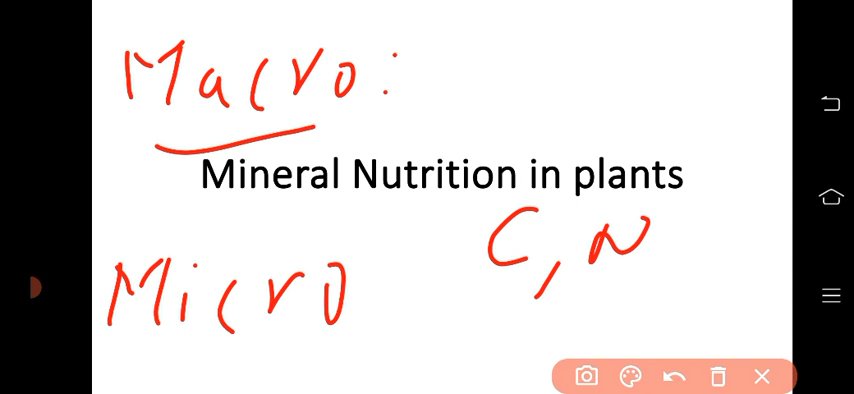 Macro:
Mineral Nutrition in plants
C, N
Micro